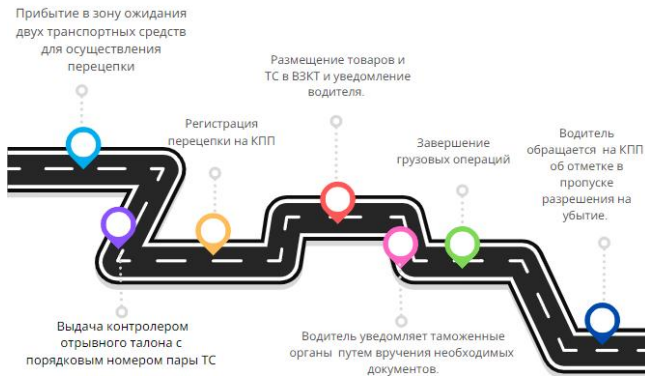 Прибытие в зону ожидания
двух транспортных средств
для осуществления
перецепки
Выдача контролером
отрывного талона с
порядковым номером пары ТС
Регистрация
перецепки на КПП
Размещение товаров и
ТС в ВЗКТ и уведомление
водителя.
Водитель уведомляет таможенные
органы путем вручения необходимых
документов.
Завершение
грузовых операций
Водитель
обращается на КПП
об отметке в
пропуске
разрешения на
убытие.